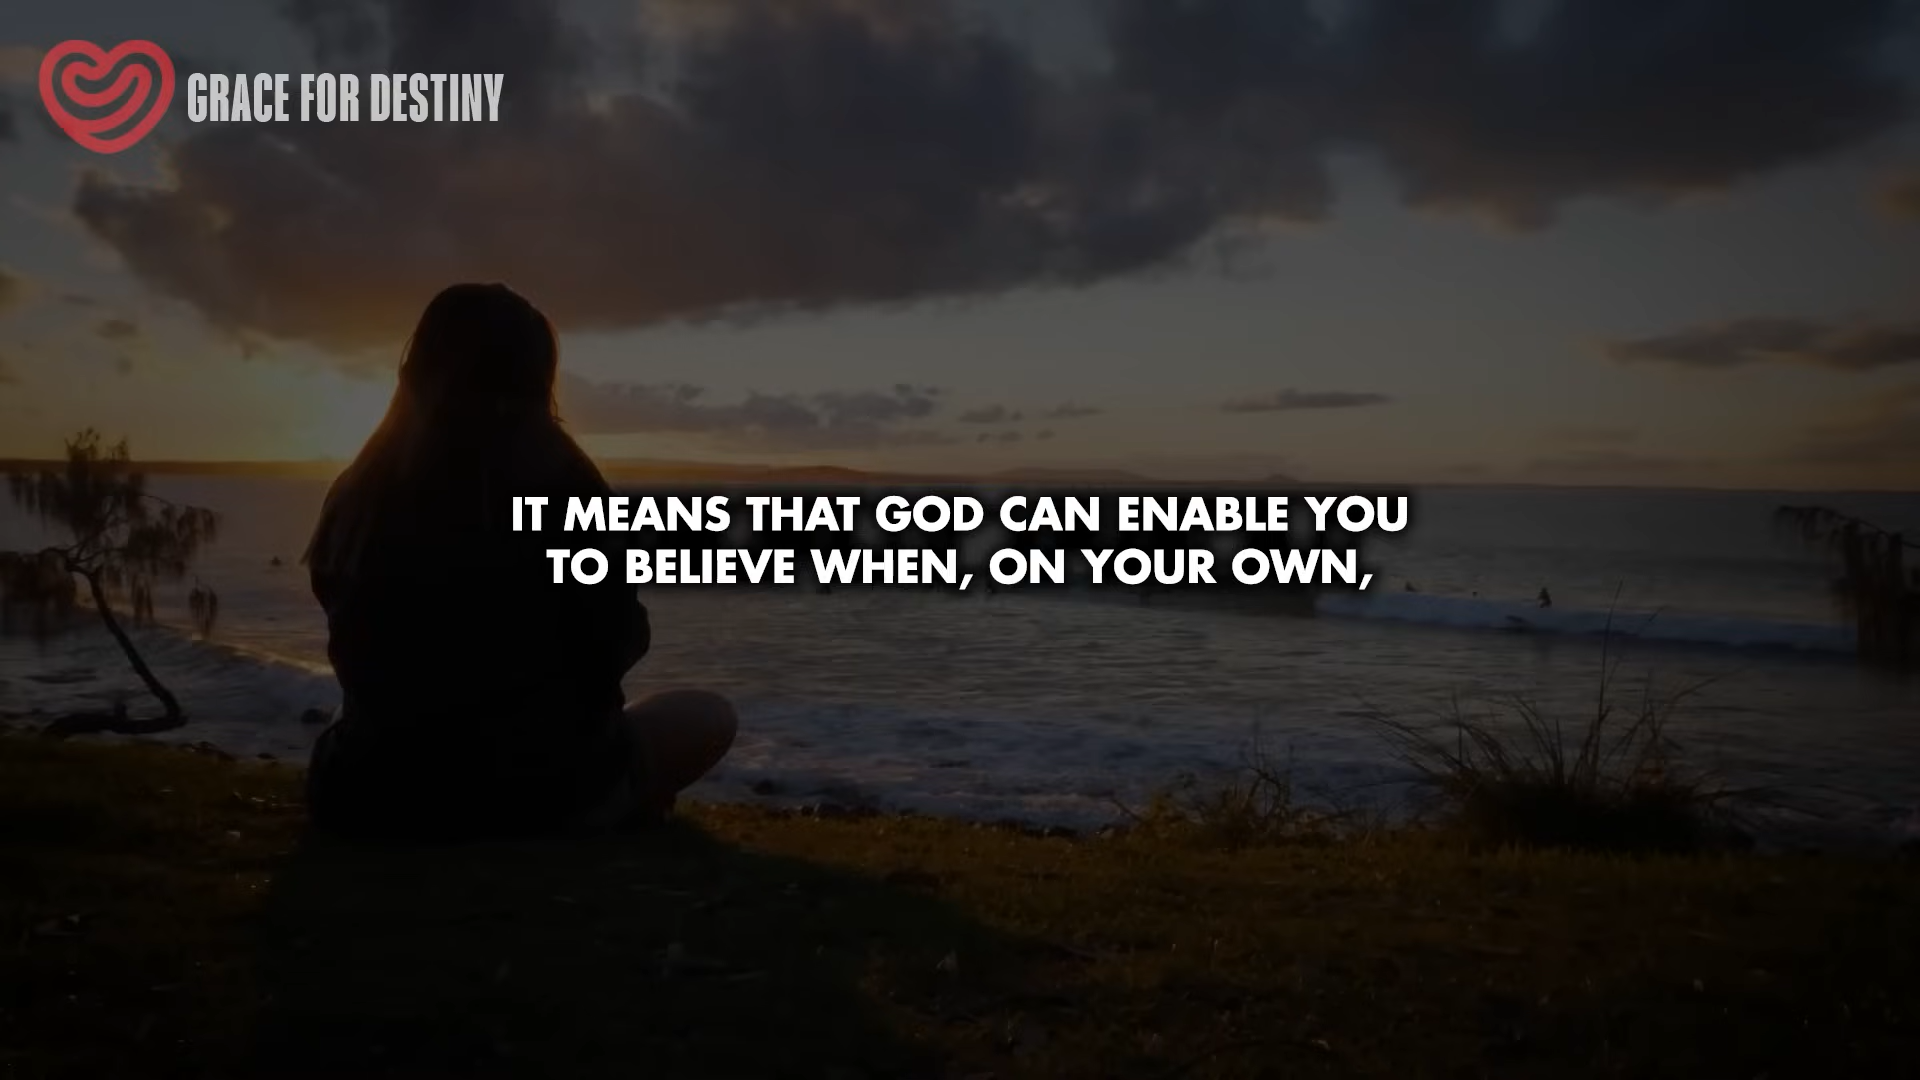 GRACE FOR DESTINY
IT MEANS THAT GOD CAN ENABLE YOU
TO BELIEVE WHEN, ON YOUR OWN,